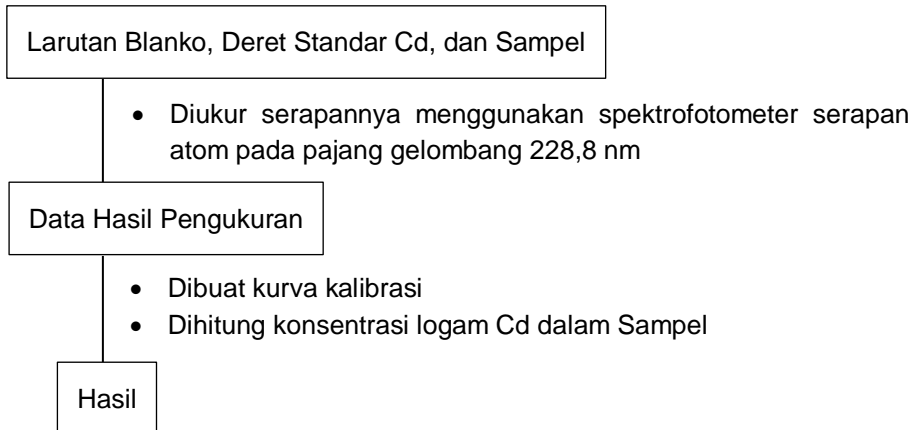 Larutan Blanko, Deret Standar Cd, dan Sampel
• Diukur serapannya menggunakan spektrofotometer serapan
atom pada pajang gelombang 228,8 nm
Data Hasil Pengukuran
• Dibuat kurva kalibrasi
• Dihitung konsentrasi logam Cd dalam Sampel
Hasil